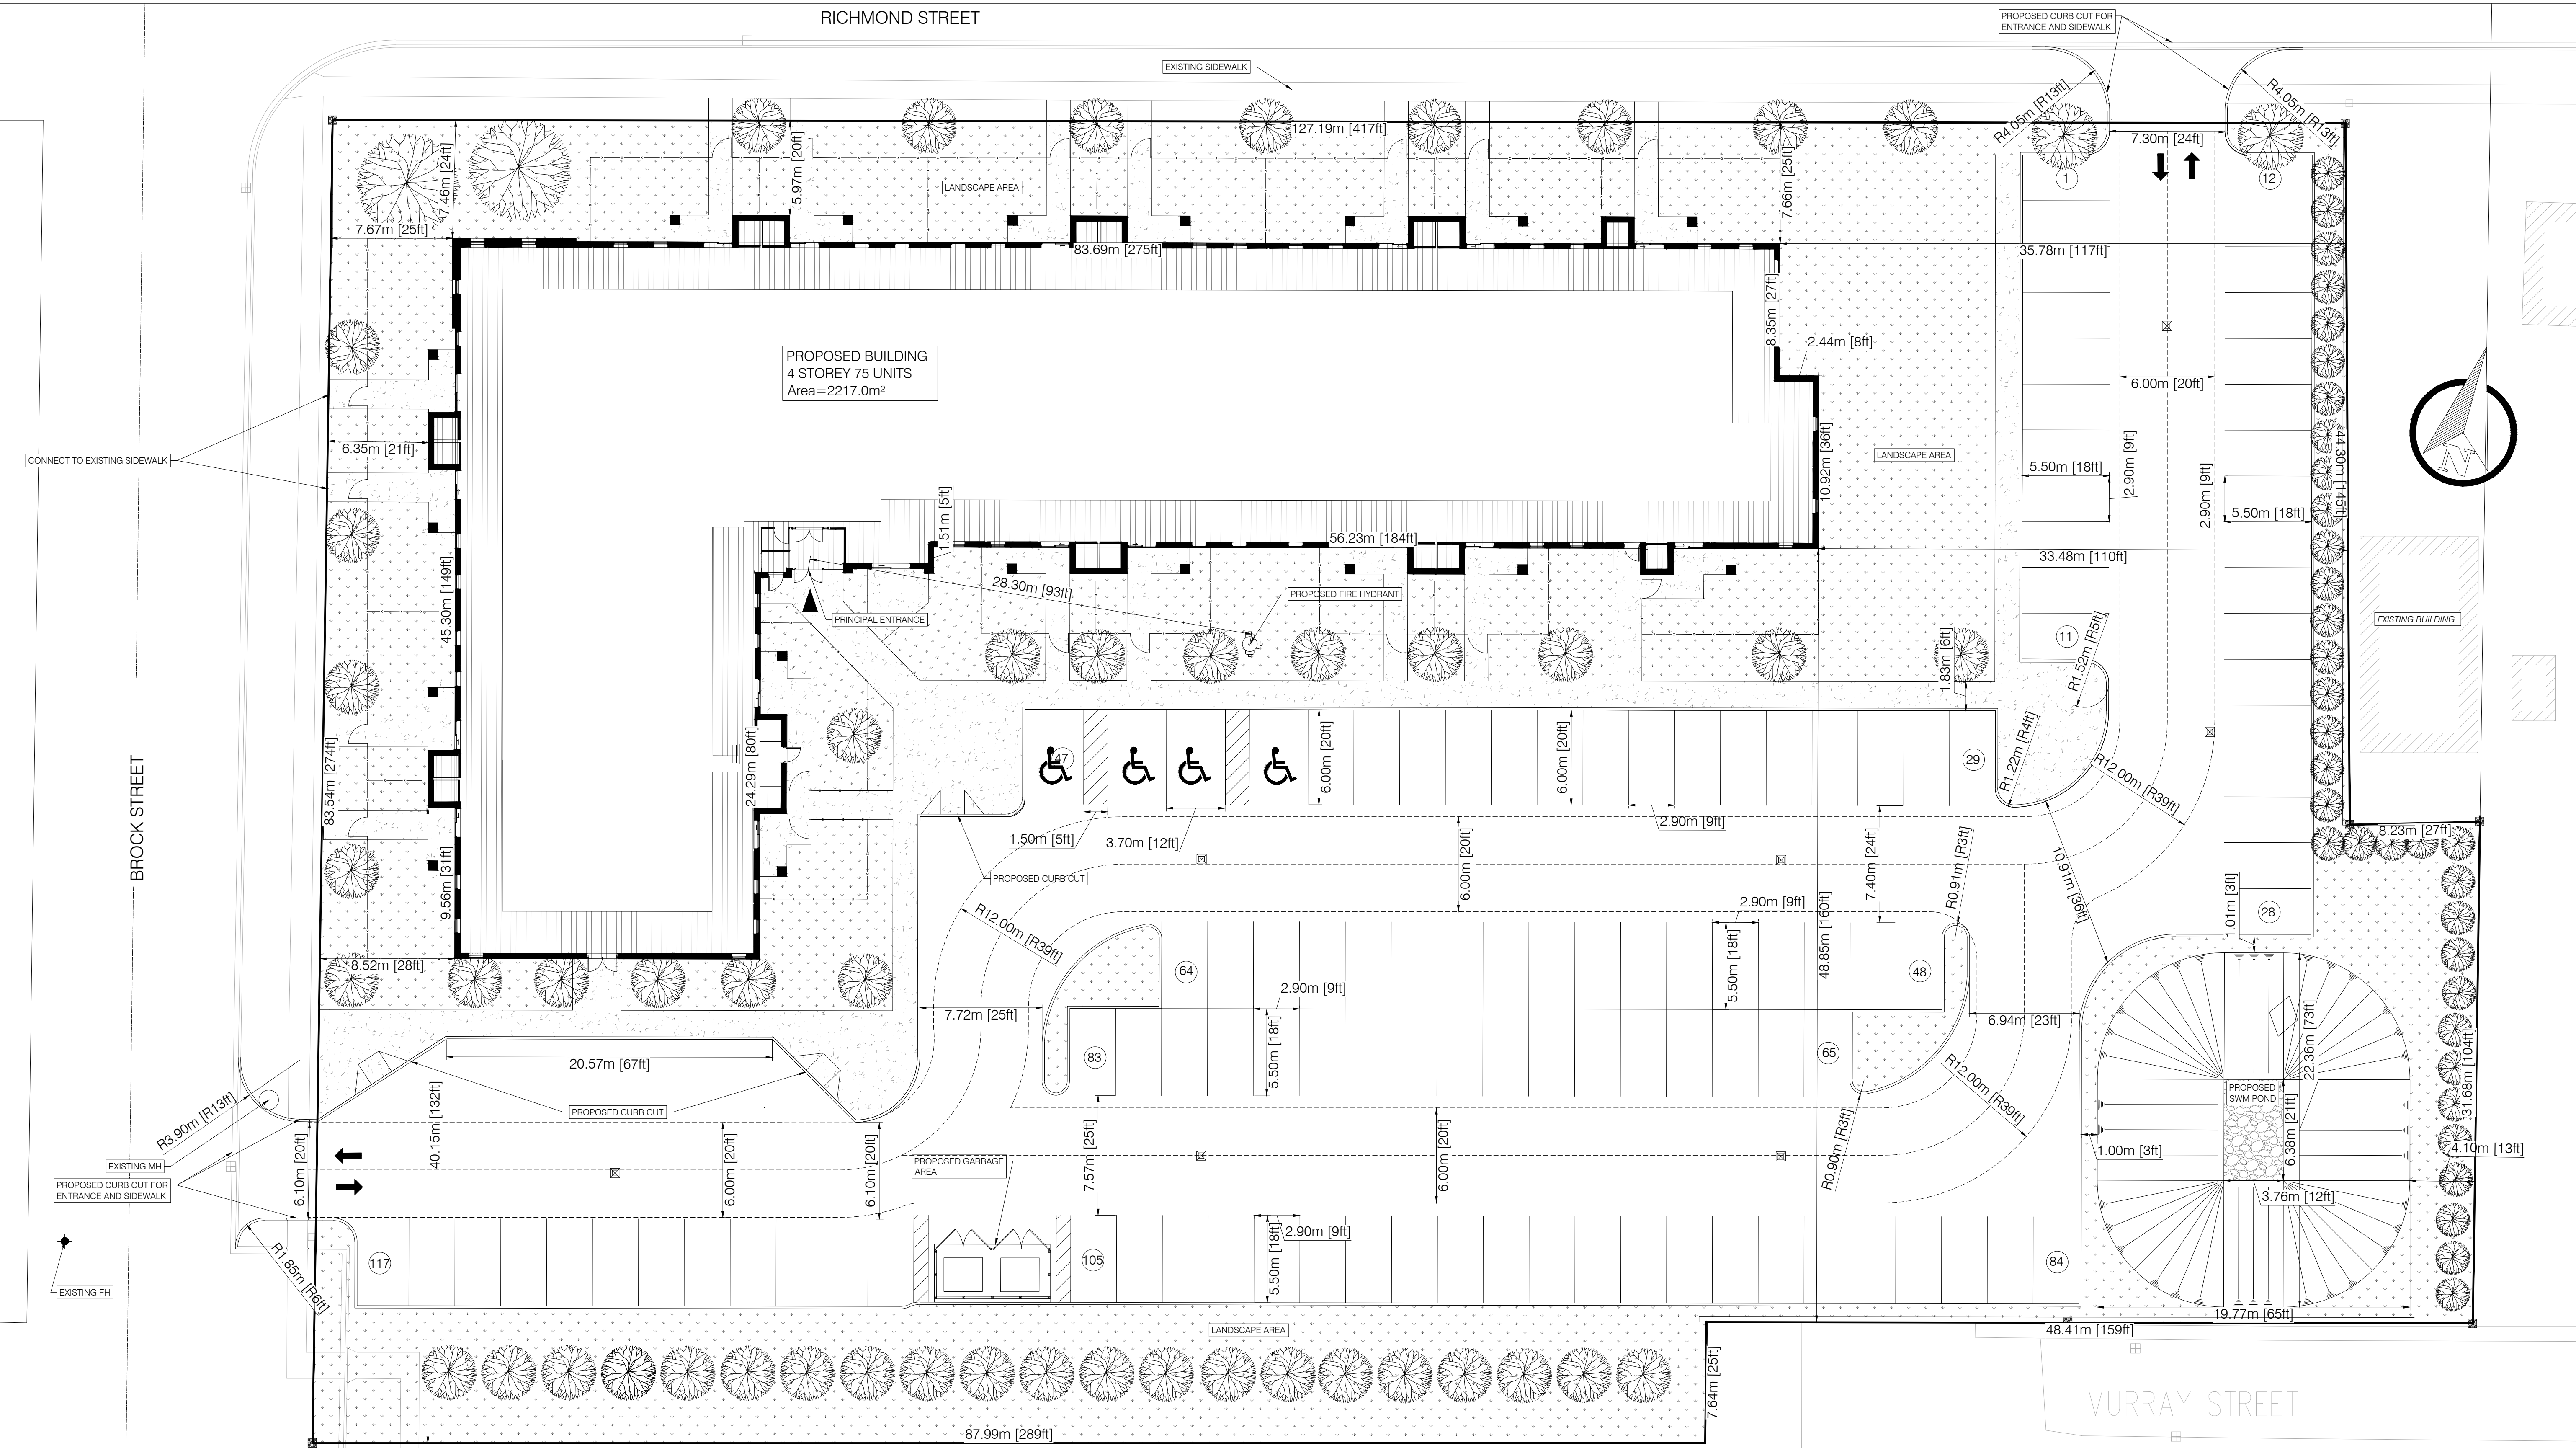 RICHMOND STREET
PROPOSED CURB CUT FOR
ENTRANCE AND SIDEWALK
EXISTING SIDEWALK
R4.05m [R13ft]
R4.05m [R13ft]
127.19m [417ft]
7.30m [24ft]
5.97m [20ft]
7.46m [24ft]
7.66m [25ft]
LANDSCAPE AREA
1
12
7.67m [25ft]
83.69m [275ft]
35.78m [117ft]
8.35m [27ft]
2.44m [8ft]
PROPOSED BUILDING
4 STOREY 75 UNITS
Area=2217.0m²
6.00m [20ft]
N
CONNECT TO EXISTING SIDEWALK
6.35m [21ft]
LANDSCAPE AREA
10.92m [36ft]
5.50m [18ft]
2.90m [9ft]
2.90m [9ft]
5.50m [18ft]
44.30m [145ft]
1.51m [5ft]
56.23m [184ft]
33.48m [110ft]
28.30m [93ft]
PROPOSED FIRE HYDRANT
PRINCIPAL ENTRANCE
45.30m [149ft]
11
R1.52m [R5ft]
EXISTING BUILDING
1.83m [6ft]
83.54m [274ft]
24.29m [80ft]
47
6.00m [20ft]
6.00m [20ft]
29
R1.22m [R4ft]
R12.00m [R39ft]
BROCK STREET
1.50m [5ft]
3.70m [12ft]
2.90m [9ft]
8.23m [27ft]
6.00m [20ft]
7.40m [24ft]
R0.91m [R3ft]
10.91m [36ft]
PROPOSED CURB CUT
9.56m [31ft]
48.85m [160ft]
R12.00m [R39ft]
2.90m [9ft]
1.01m [3ft]
28
8.52m [28ft]
64
5.50m [18ft]
48
2.90m [9ft]
7.72m [25ft]
6.94m [23ft]
22.36m [73ft]
83
5.50m [18ft]
65
20.57m [67ft]
R12.00m [R39ft]
31.68m [104ft]
PROPOSED CURB CUT
R3.90m [R13ft]
40.15m [132ft]
PROPOSED
SWM POND
EXISTING MH
6.10m [20ft]
6.00m [20ft]
6.10m [20ft]
PROPOSED GARBAGE
AREA
7.57m [25ft]
6.00m [20ft]
R0.90m [R3ft]
1.00m [3ft]
6.38m [21ft]
4.10m [13ft]
PROPOSED CURB CUT FOR
ENTRANCE AND SIDEWALK
3.76m [12ft]
117
105
5.50m [18ft]
2.90m [9ft]
84
R1.85m [R6ft]
EXISTING FH
19.77m [65ft]
LANDSCAPE AREA
48.41m [159ft]
7.64m [25ft]
MURRAY STREET
87.99m [289ft]